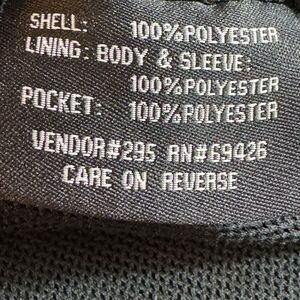 SHELL: 100%POLYESTER
LINING: BODY & SLEEVE:
100%POLYESTER
POCKET: 100%POLYESTER
VENDOR#295 RN#69426
CARE ON REVERSE